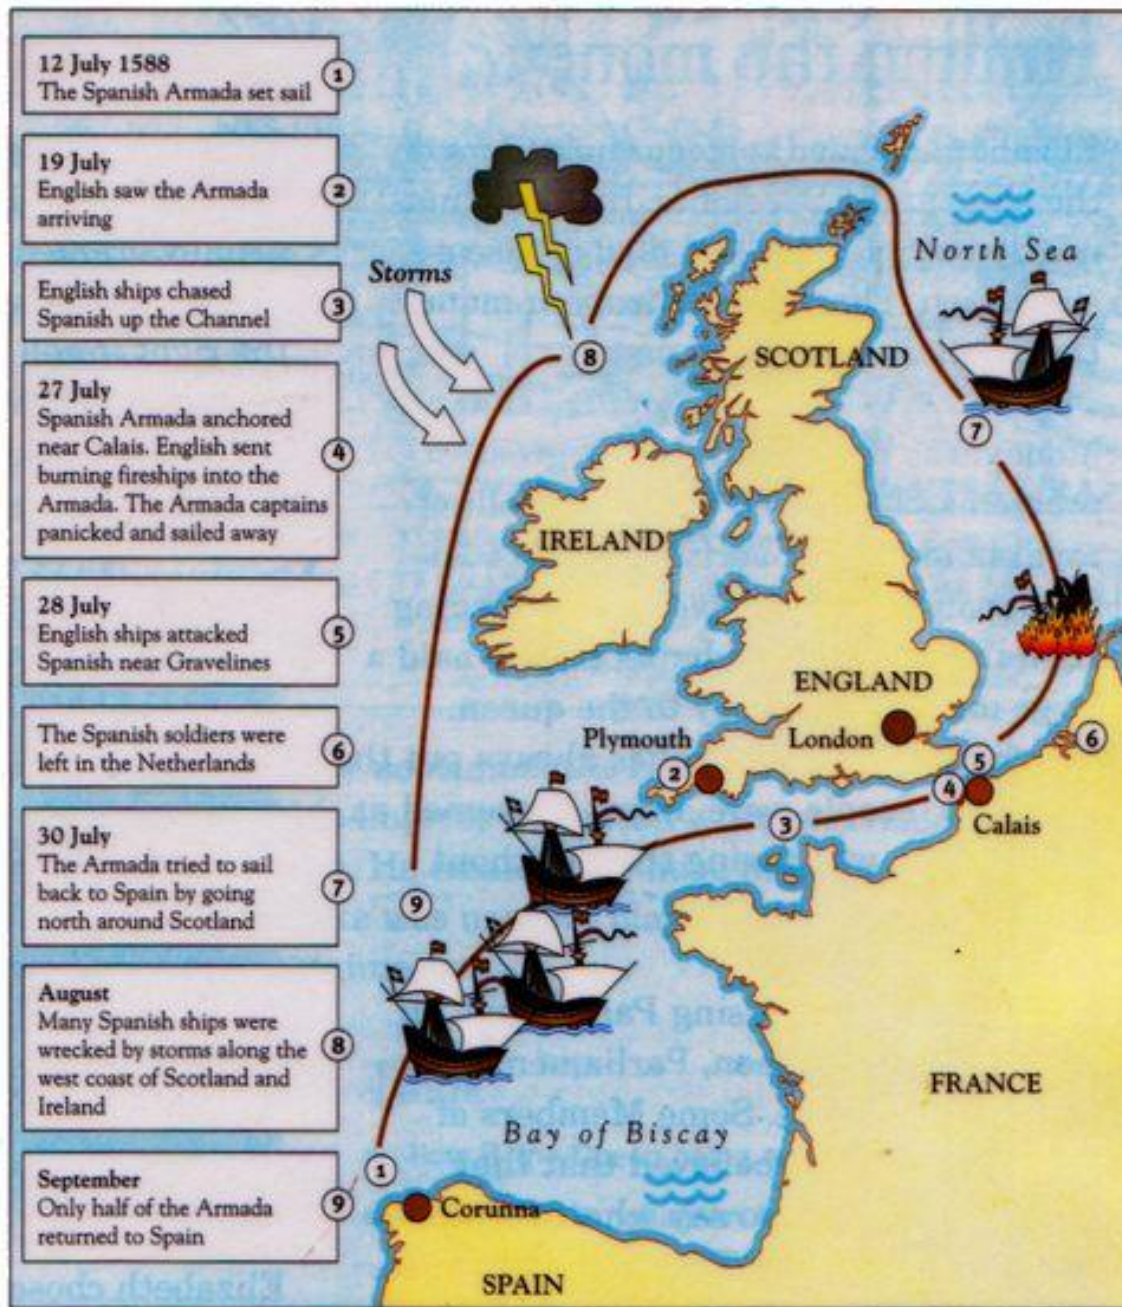 12 July 1588
The Spanish Armada set sail
1
19 July
English saw the Armada
arriving
2
English ships chased
Spanish up the Channel
3
27 July
Spanish Armada anchored
near Calais. English sent
burning fireships into the
Armada. The Armada captains
panicked and sailed away
4
28 July
English ships attacked
Spanish near Gravelines
5
The Spanish soldiers were
left in the Netherlands
6
30 July
The Armada tried to sail
back to Spain by going
north around Scotland
7
August
Many Spanish ships were
wrecked by storms along the
west coast of Scotland and
Ireland
8
September
Only half of the Armada
returned to Spain
9
Storms
North Sea
8
SCOTLAND
7
IRELAND
ENGLAND
Plymouth
London
6
5
2
4
3
Calais
9
FRANCE
Bay of Biscay
1
Corunna
SPAIN
Elizabeth chose